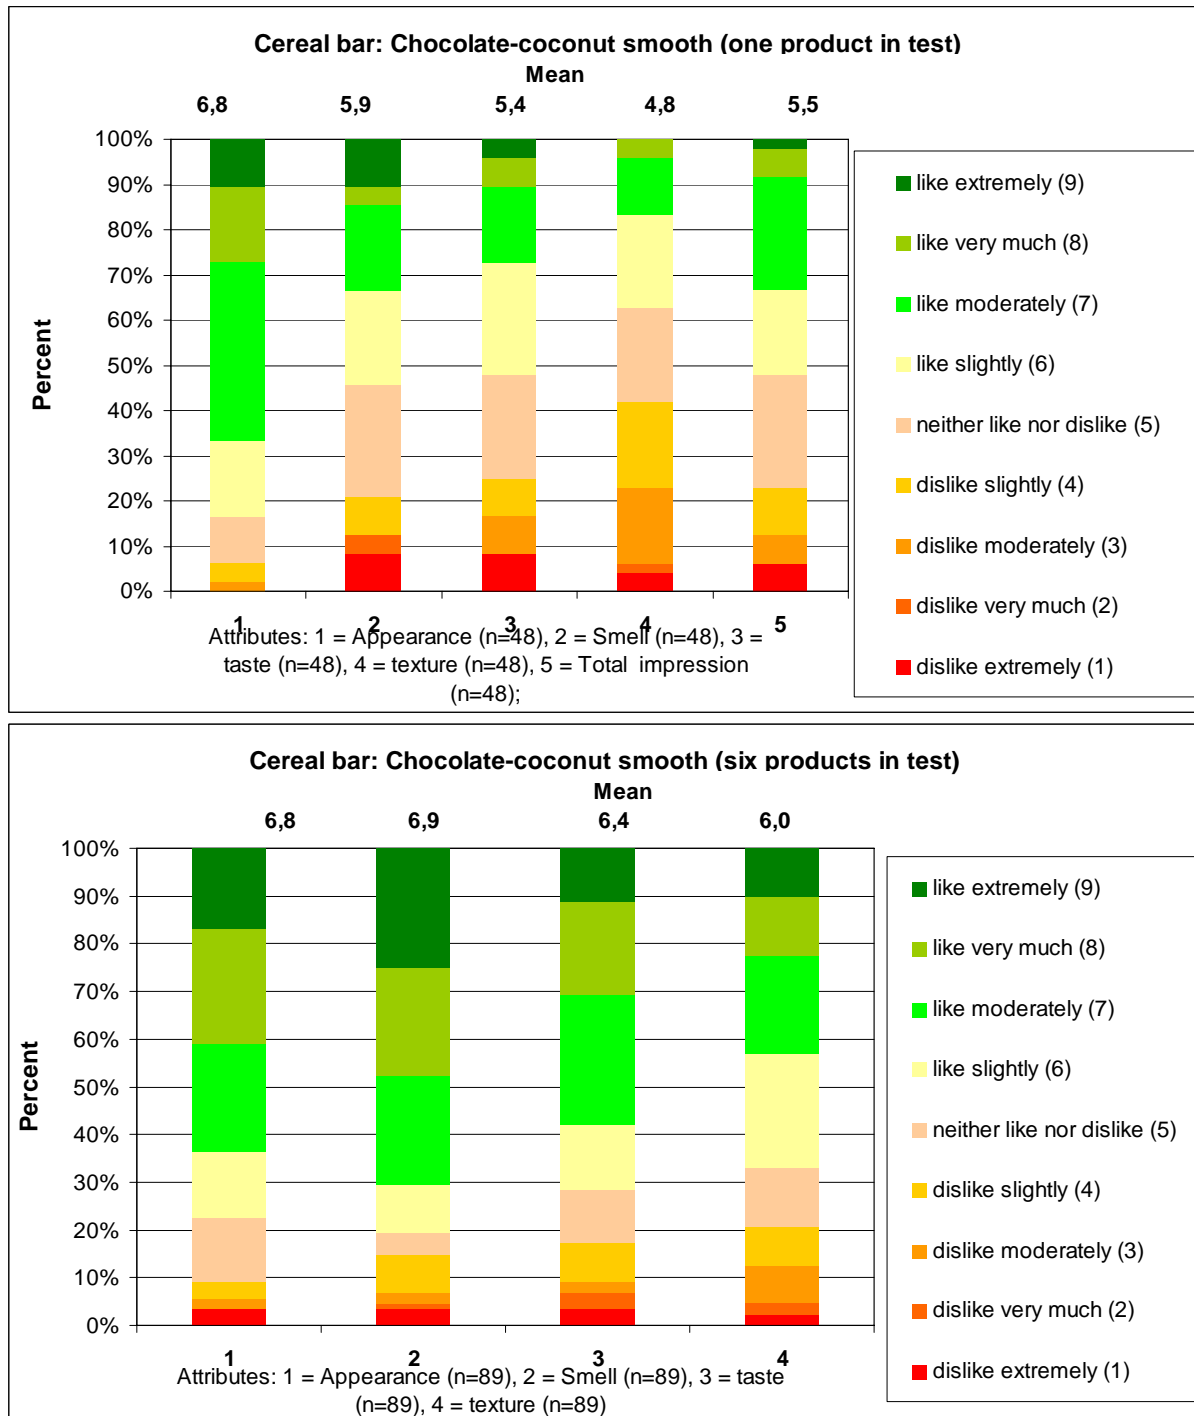 Cereal bar: Chocolate-coconut smooth (one product in test)
Mean
6,8 5,9 5,4 4,8 5,5
100%
90%
80%
70%
60%
50%
40%
30%
20%
10%
0%
Percent
1 2 3 4 5
Attributes: 1 = Appearance (n=48), 2 = Smell (n=48), 3 =
taste (n=48), 4 = texture (n=48), 5 = Total impression
(n=48);
like extremely (9)
like very much (8)
like moderately (7)
like slightly (6)
neither like nor dislike (5)
dislike slightly (4)
dislike moderately (3)
dislike very much (2)
dislike extremely (1)
Cereal bar: Chocolate-coconut smooth (six products in test)
Mean
6,8 6,9 6,4 6,0
100%
90%
80%
70%
60%
50%
40%
30%
20%
10%
0%
Percent
1 2 3 4
Attributes: 1 = Appearance (n=89), 2 = Smell (n=89), 3 = taste
(n=89), 4 = texture (n=89)
like extremely (9)
like very much (8)
like moderately (7)
like slightly (6)
neither like nor dislike (5)
dislike slightly (4)
dislike moderately (3)
dislike very much (2)
dislike extremely (1)